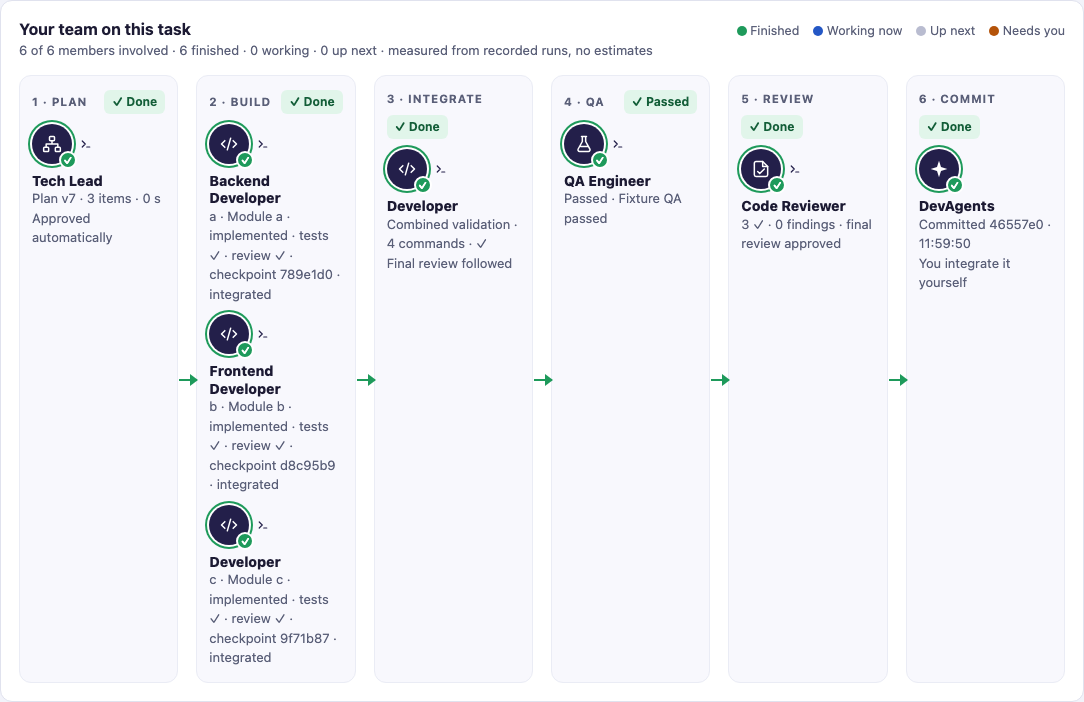 Your team on this task
6 of 6 members involved · 6 finished · 0 working · 0 up next · measured from recorded runs, no estimates
Finished
Working now
Up next
Needs you
1 · PLAN
✓ Done
Tech Lead
Plan v7 · 3 items · 0 s
Approved
automatically
2 · BUILD
✓ Done
Backend
Developer
a · Module a ·
implemented · tests
✓ · review ✓ ·
checkpoint 789e1d0 ·
integrated
Frontend
Developer
b · Module b ·
implemented · tests
✓ · review ✓ ·
checkpoint d8c95b9
· integrated
Developer
c · Module c ·
implemented · tests
✓ · review ✓ ·
checkpoint 9f71b87 ·
integrated
3 · INTEGRATE
✓ Done
Developer
Combined validation ·
4 commands · ✓
Final review followed
4 · QA
✓ Passed
QA Engineer
Passed · Fixture QA
passed
5 · REVIEW
✓ Done
Code Reviewer
3 ✓ · 0 findings · final
review approved
6 · COMMIT
✓ Done
DevAgents
Committed 46557e0 ·
11:59:50
You integrate it
yourself